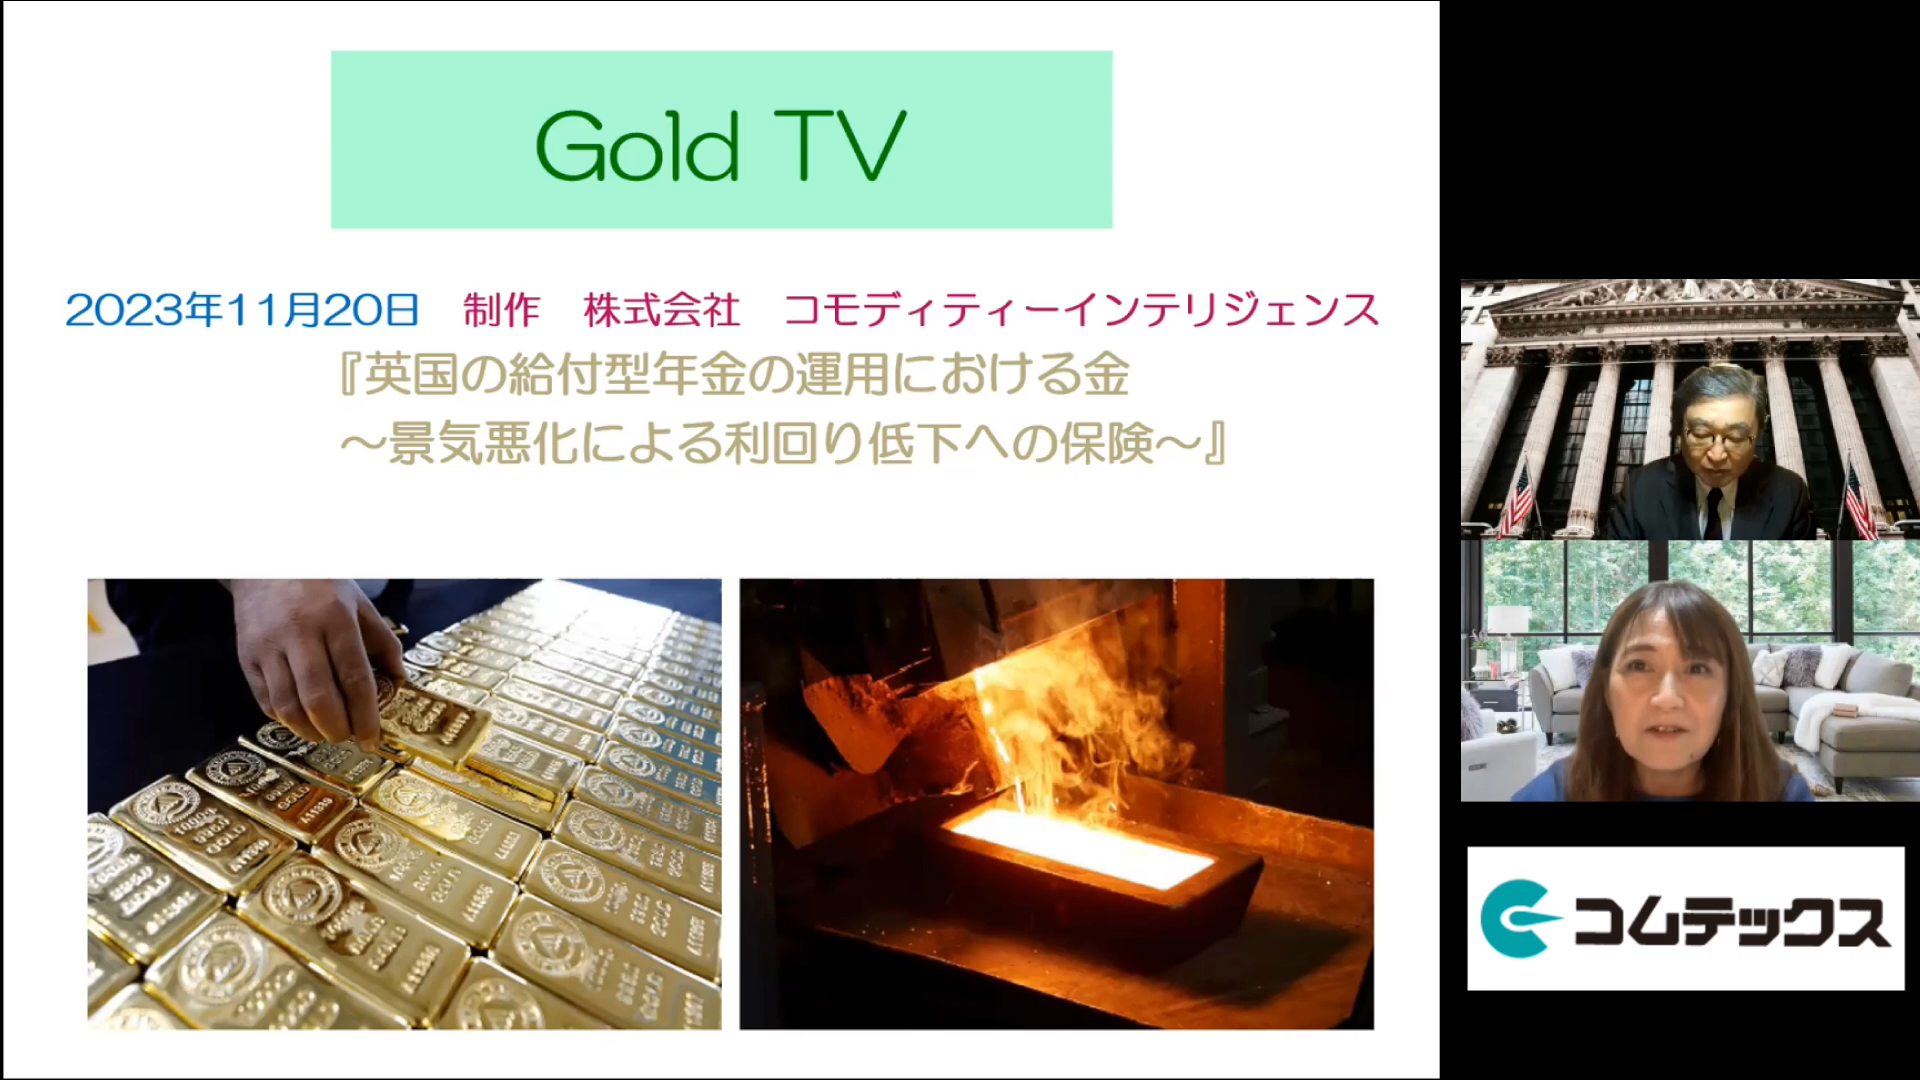 Gold TV
2023年11月20日　制作　株式会社　コモディティーインテリジェンス
『英国の給付型年金の運用における金
～景気悪化による利回り低下への保険～』
コムテックス